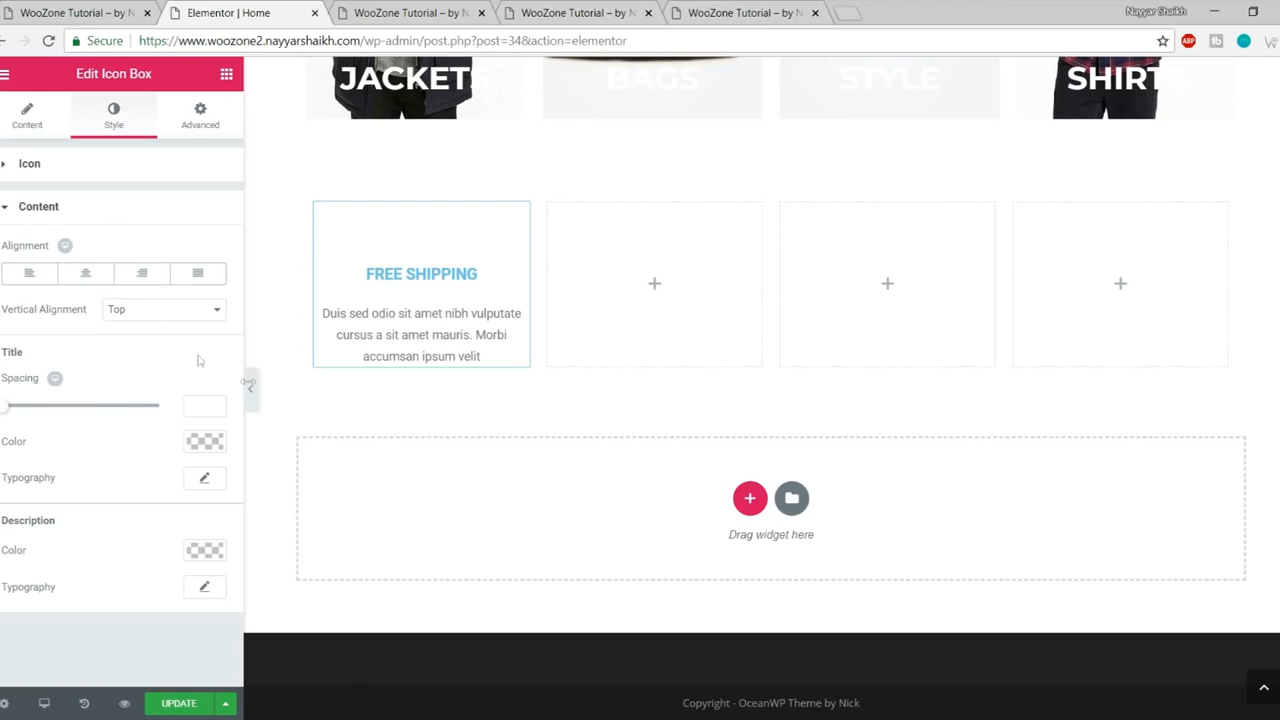 WooZone Tutorial – by N
Elementor | Home
WooZone Tutorial – by N
WooZone Tutorial – by N
WooZone Tutorial – by N
Nayyar Shaikh
Secure
https://www.woozone2.nayyarshaikh.com/wp-admin/post.php?post=34&action=elementor
ABP
Edit Icon Box
Content
Style
Advanced
Icon
Content
Alignment
Vertical Alignment
Top
Title
Spacing
Color
Typography
Description
Color
Typography
UPDATE
JACKETS
BAGS
STYLE
SHIRTS
FREE SHIPPING
Duis sed odio sit amet nibh vulputate
cursus a sit amet mauris. Morbi
accumsan ipsum velit
Drag widget here
Copyright - OceanWP Theme by Nick